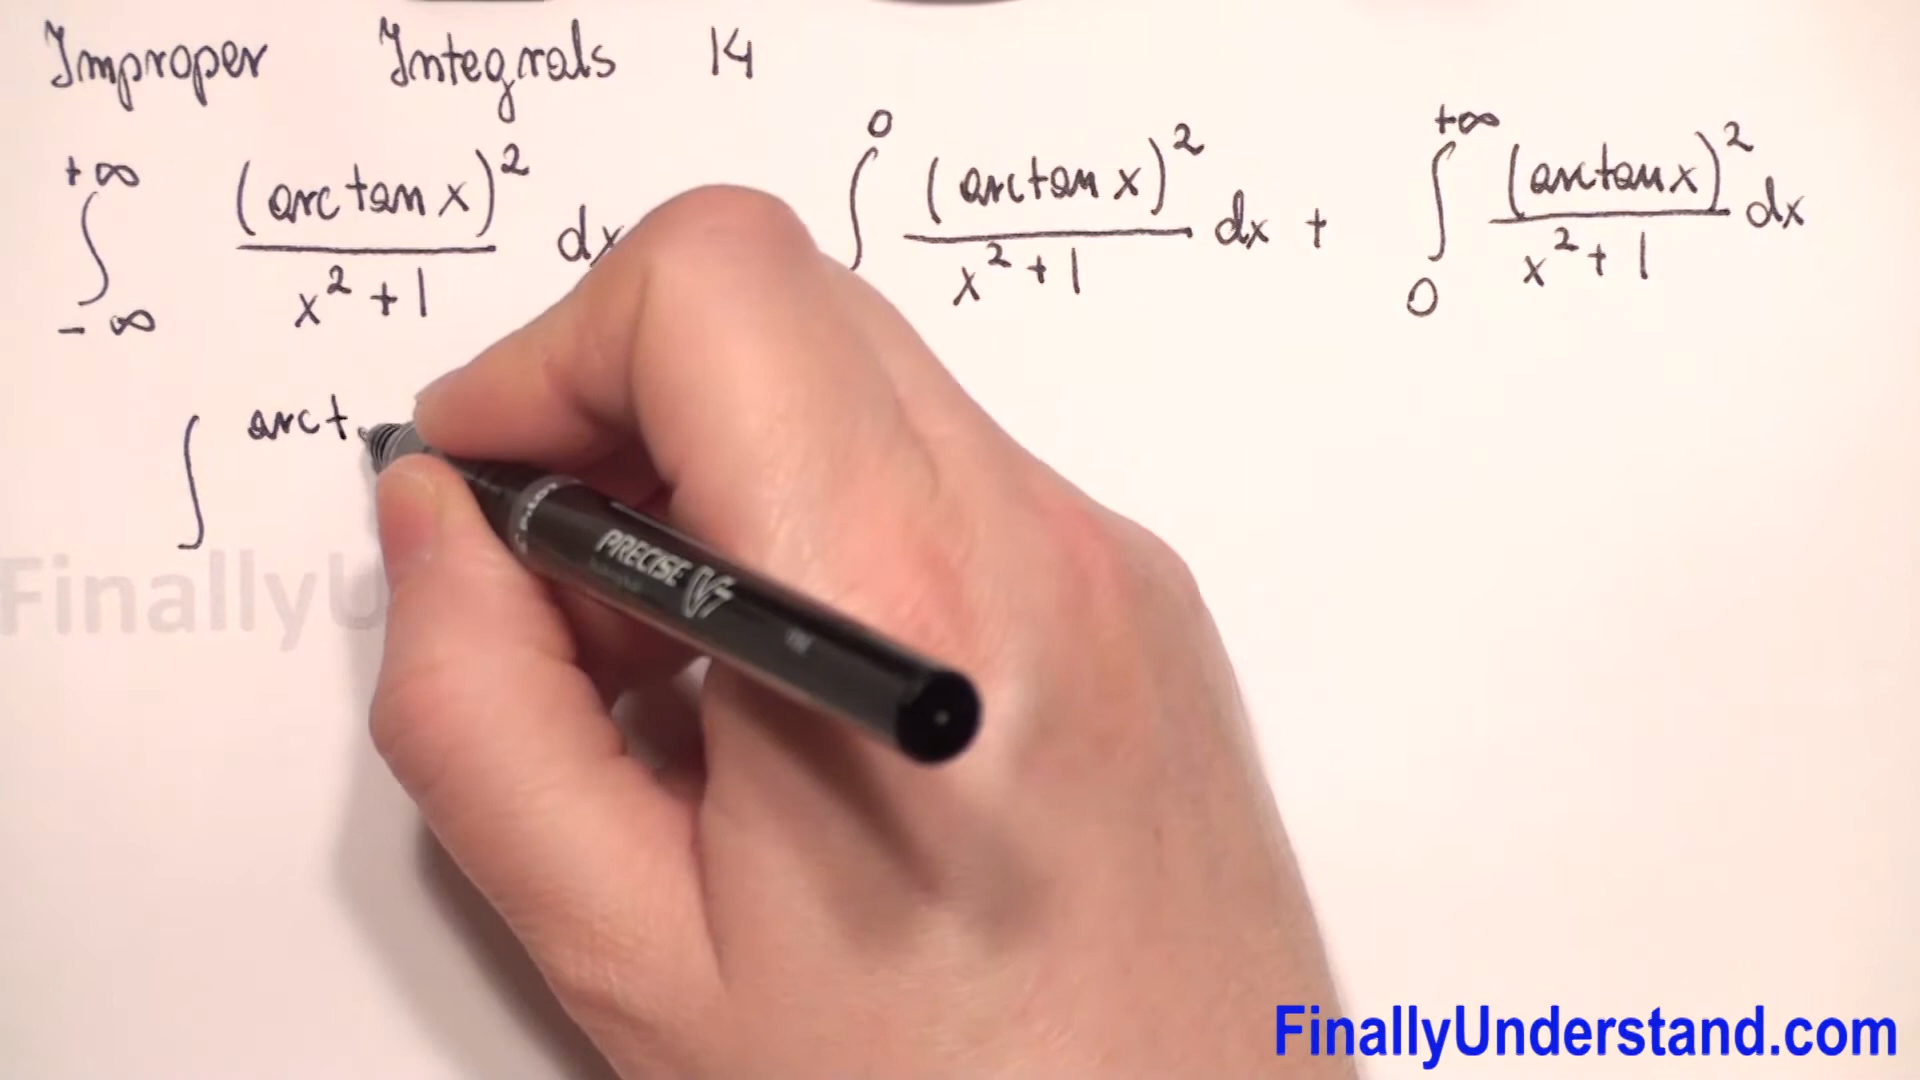 Improper Integrals 14
+∞ 0 +∞
∫ (arctan x)² dx ∫ (arctan x)² dx + ∫ (arctan x)² dx
x² + 1 x² + 1 x² + 1
- ∞ 0
∫ arct
PILOT
PRECISE V7
FinallyU
FinallyUnderstand.com